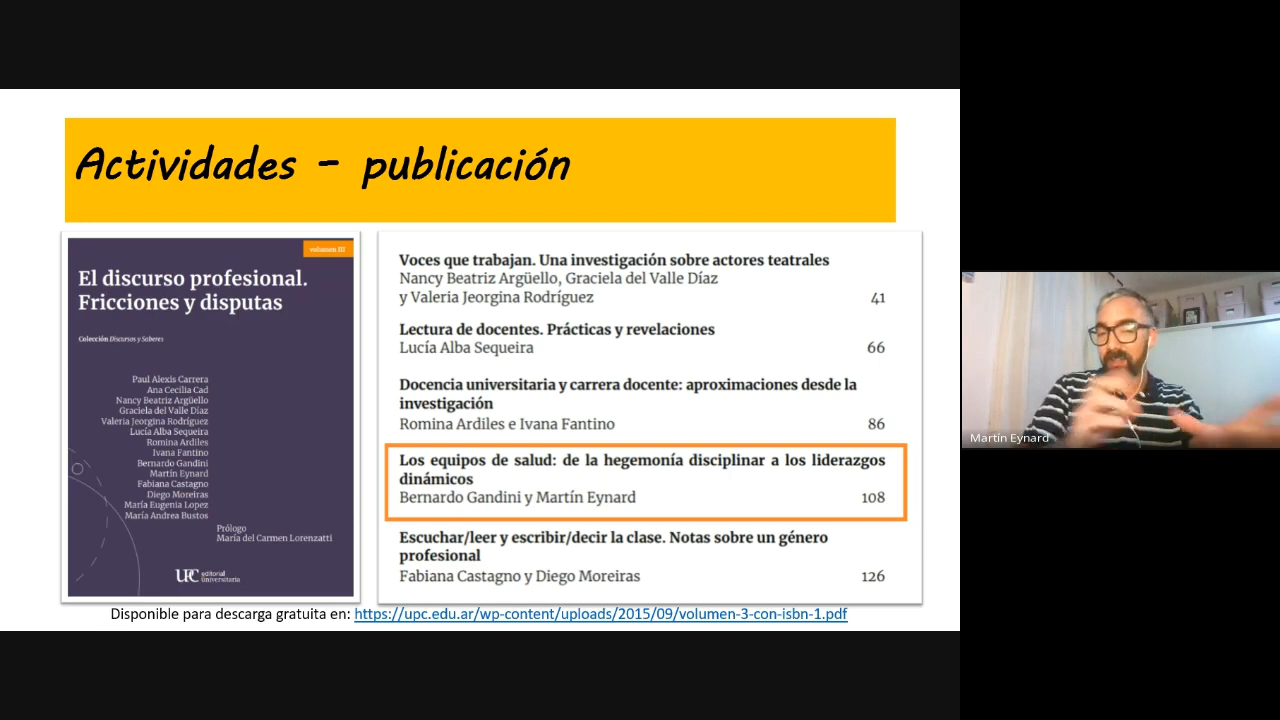 Actividades - publicación
volumen III
El discurso profesional.
Fricciones y disputas
Colección Discursos y Saberes
Paul Alexis Carrera
Ana Cecilia Cad
Nancy Beatriz Argüello
Graciela del Valle Díaz
Valeria Jeorgina Rodríguez
Lucía Alba Sequeira
Romina Ardiles
Ivana Fantino
Bernardo Gandini
Martín Eynard
Fabiana Castagno
Diego Moreiras
María Eugenia Lopez
María Andrea Bustos
Prólogo
María del Carmen Lorenzatti
UPC editorial
universitaria
Voces que trabajan. Una investigación sobre actores teatrales
Nancy Beatriz Argüello, Graciela del Valle Díaz
y Valeria Jeorgina Rodríguez 41
Lectura de docentes. Prácticas y revelaciones
Lucía Alba Sequeira 66
Docencia universitaria y carrera docente: aproximaciones desde la
investigación
Romina Ardiles e Ivana Fantino 86
Los equipos de salud: de la hegemonía disciplinar a los liderazgos
dinámicos
Bernardo Gandini y Martín Eynard 108
Escuchar/leer y escribir/decir la clase. Notas sobre un género
profesional
Fabiana Castagno y Diego Moreiras 126
Disponible para descarga gratuita en: https://upc.edu.ar/wp-content/uploads/2015/09/volumen-3-con-isbn-1.pdf
Martín Eynard